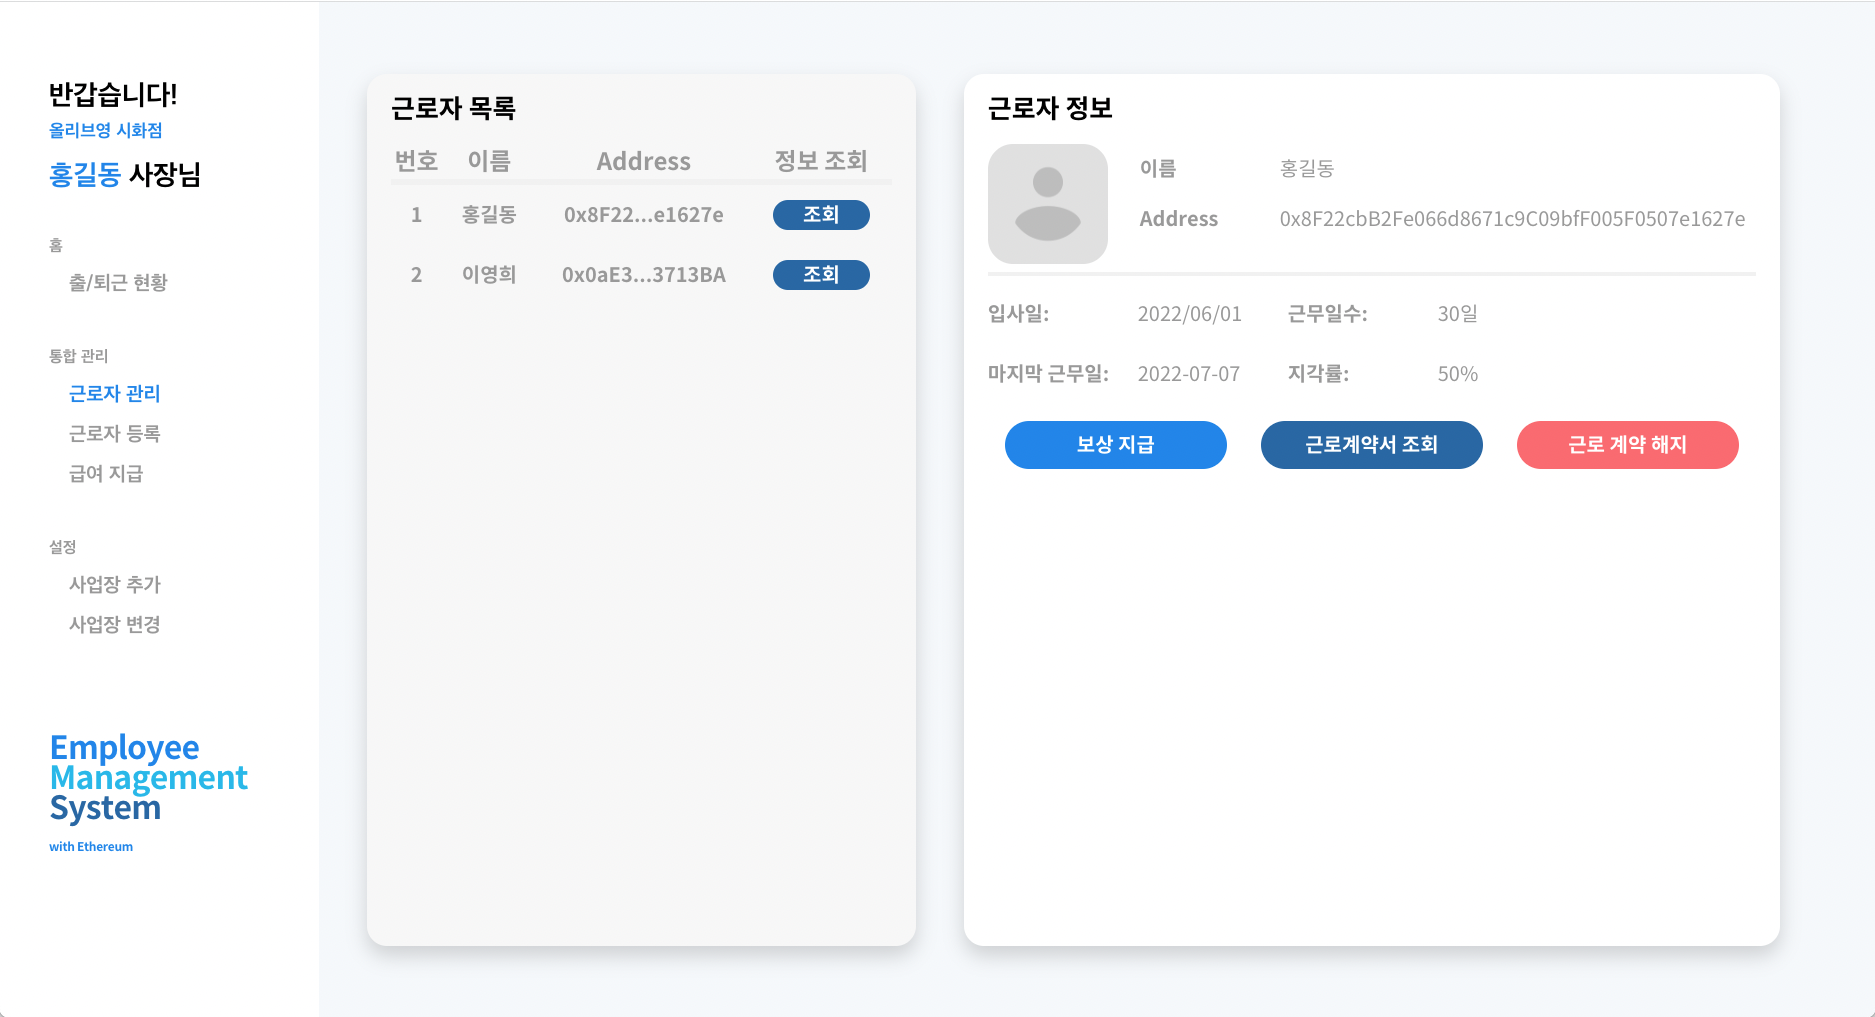 반갑습니다!
올리브영 시화점
홍길동 사장님
홈
출/퇴근 현황
통합 관리
근로자 관리
근로자 등록
급여 지급
설정
사업장 추가
사업장 변경
Employee
Management
System
with Ethereum
근로자 목록
번호 이름 Address 정보 조회
1 홍길동 0x8F22...e1627e 조회
2 이영희 0x0aE3...3713BA 조회
근로자 정보
이름 홍길동
Address 0x8F22cbB2Fe066d8671c9C09bfF005F0507e1627e
입사일: 2022/06/01 근무일수: 30일
마지막 근무일: 2022-07-07 지각률: 50%
보상 지급 근로계약서 조회 근로 계약 해지